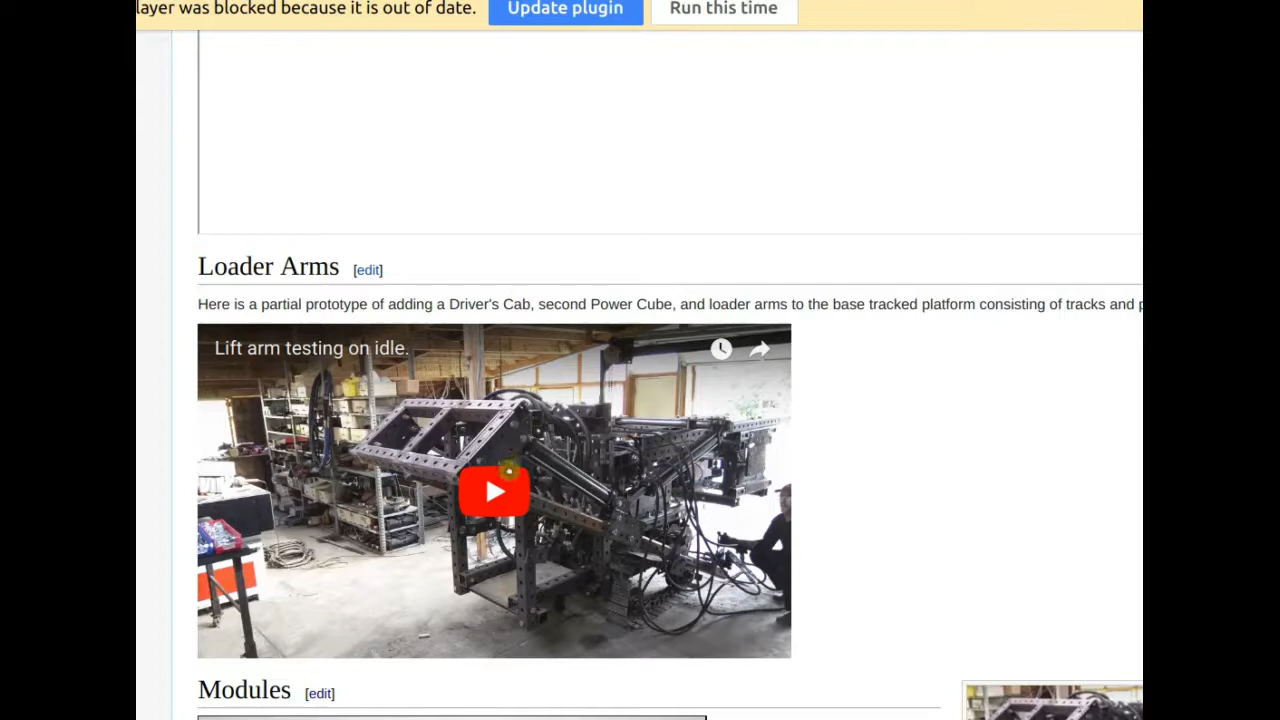 layer was blocked because it is out of date. Update plugin Run this time
Loader Arms [edit]
Here is a partial prototype of adding a Driver's Cab, second Power Cube, and loader arms to the base tracked platform consisting of tracks and p
Lift arm testing on idle.
Modules [edit]